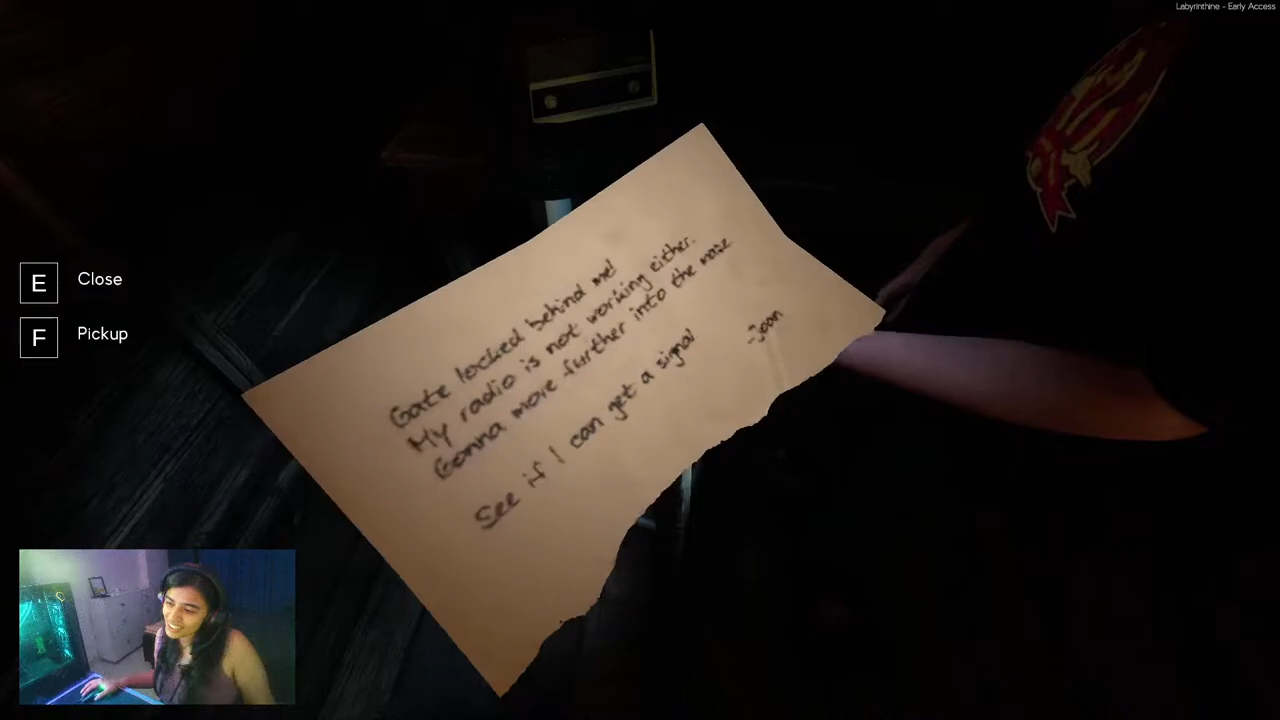 Labyrinthine - Early Access
E Close
F Pickup
Gate locked behind me!
My radio is not working either.
Gonna more further into the maze
See if I can get a signal
-Joan